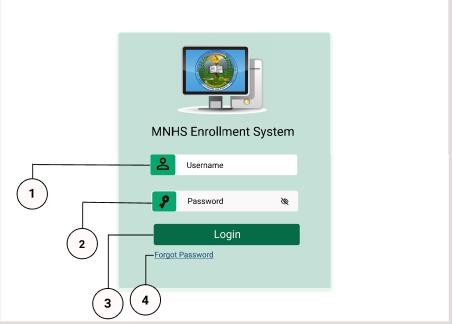 MNHS Enrollment System
Username
1
Password
2
Login
3
Forgot Password
4